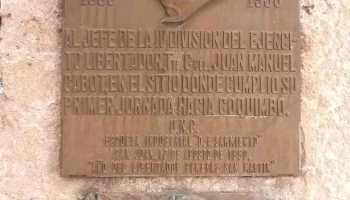 1850 1950
AL JEFE DE LA IV DIVISION DEL EJERCI-
TO LIBERTADOR, TTE. CNEL. JUAN MANUEL
CABOT, EN EL SITIO DONDE CUMPLIO SU
PRIMER JORNADA HACIA COQUIMBO.
U.N.C.
ESCUELA INDUSTRIAL "D.F. SARMIENTO"
SAN JUAN, 17 DE AGOSTO DE 1950.
"AÑO DEL LIBERTADOR GENERAL SAN MARTIN"